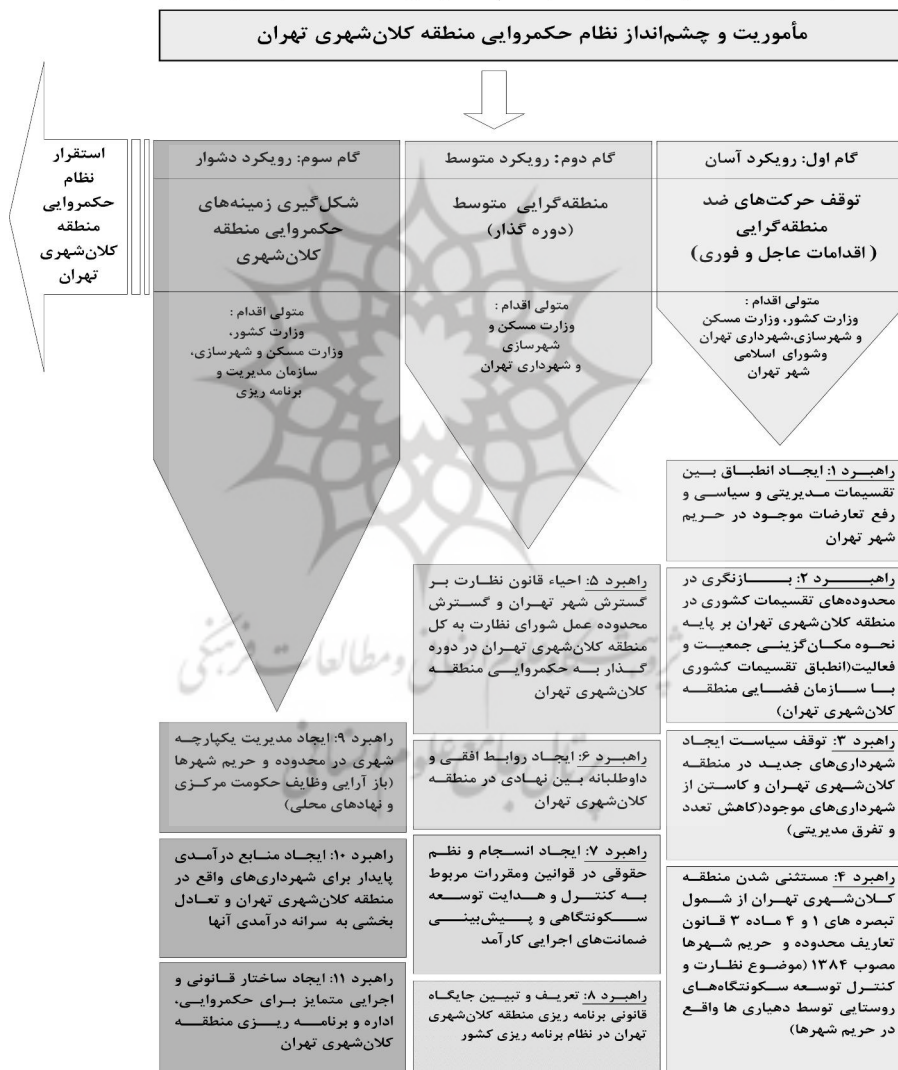 مأموریت و چشم‌انداز نظام حکمروایی منطقه کلان‌شهری تهران
گام اول: رویکرد آسان
توقف حرکت‌های ضد
منطقه‌گرایی
(اقدامات عاجل و فوری)
متولی اقدام :
وزارت کشور، وزارت مسکن
و شهرسازی،شهرداری تهران
وشورای اسلامی
شهر تهران
راهبرد ۱: ایجاد انطباق بین
تقسیمات مدیریتی و سیاسی و
رفع تعارضات موجود در حریم
شهر تهران
راهبرد ۲: بازنگری در
محدوده‌های تقسیمات کشوری در
منطقه کلان‌شهری تهران بر پایه
نحوه مکان‌گزینی جمعیت و
فعالیت(انطباق تقسیمات کشوری
با سازمان فضایی منطقه
کلان‌شهری تهران)
راهبرد ۳: توقف سیاست ایجاد
شهرداری‌های جدید در منطقه
کلان‌شهری تهران و کاستن از
شهرداری‌های موجود(کاهش تعدد
و تفرق مدیریتی)
راهبرد ۴: مستثنی شدن منطقه
کلان‌شهری تهران از شمول
تبصره های ۱ و ۴ ماده ۳ قانون
تعاریف محدوده و حریم شهرها
مصوب ۱۳۸۴ (موضوع نظارت و
کنترل توسعه سکونتگاه‌های
روستایی توسط دهیاری ها واقع
در حریم شهرها)
گام دوم: رویکرد متوسط
منطقه‌گرایی متوسط
(دوره گذار)
متولی اقدام :
وزارت مسکن و
شهرسازی
و شهرداری تهران
راهبرد ۵: احیاء قانون نظارت بر
گسترش شهر تهران و گسترش
محدوده عمل شورای نظارت به کل
منطقه کلان‌شهری تهران در دوره
گذار به حکمروایی منطقه
کلان‌شهری تهران
راهبرد ۶: ایجاد روابط افقی و
داوطلبانه بین نهادی در منطقه
کلان‌شهری تهران
راهبرد ۷: ایجاد انسجام و نظم
حقوقی در قوانین ومقررات مربوط
به کنترل و هدایت توسعه
سکونتگاهی و پیش‌بینی
ضمانت‌های اجرایی کارآمد
راهبرد ۸: تعریف و تبیین جایگاه
قانونی برنامه ریزی منطقه کلان‌شهری
تهران در نظام برنامه ریزی کشور
گام سوم: رویکرد دشوار
شکل‌گیری زمینه‌های
حکمروایی منطقه
کلان‌شهری
متولی اقدام :
وزارت کشور،
وزارت مسکن و شهرسازی،
سازمان مدیریت و
برنامه ریزی
راهبرد ۹: ایجاد مدیریت یکپارچه
شهری در محدوده و حریم شهرها
(باز آرایی وظایف حکومت مرکزی
و نهادهای محلی)
راهبرد ۱۰: ایجاد منابع درآمدی
پایدار برای شهرداری‌های واقع در
منطقه کلان‌شهری تهران و تعادل
بخشی به سرانه درآمدی آنها
راهبرد ۱۱: ایجاد ساختار قانونی و
اجرایی متمایز برای حکمروایی،
اداره و برنامه ریزی منطقه
کلان‌شهری تهران
استقرار
نظام
حکمروایی
منطقه
کلان‌شهری
تهران
پژوهشگاه علوم انسانی ومطالعات فرهنگی
پرتال جامع علوم انسانی